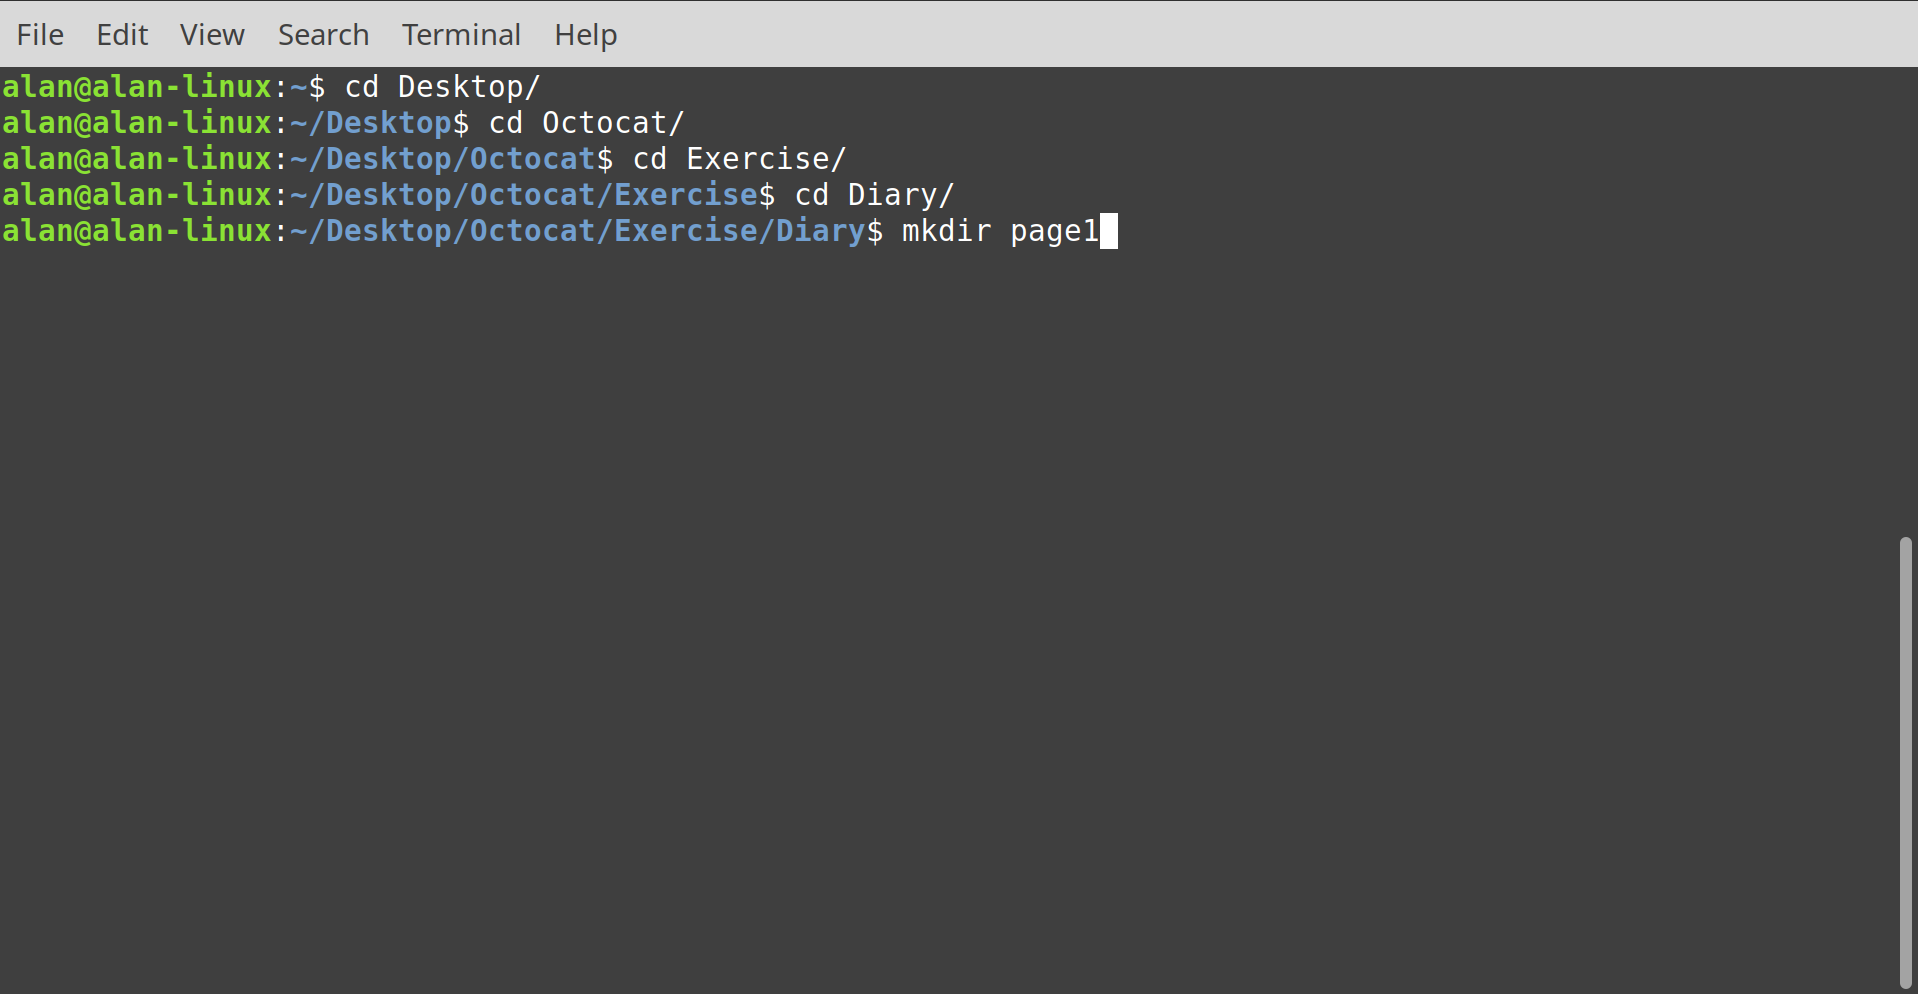 File Edit View Search Terminal Help
alan@alan-linux:~$ cd Desktop/
alan@alan-linux:~/Desktop$ cd Octocat/
alan@alan-linux:~/Desktop/Octocat$ cd Exercise/
alan@alan-linux:~/Desktop/Octocat/Exercise$ cd Diary/
alan@alan-linux:~/Desktop/Octocat/Exercise/Diary$ mkdir page1